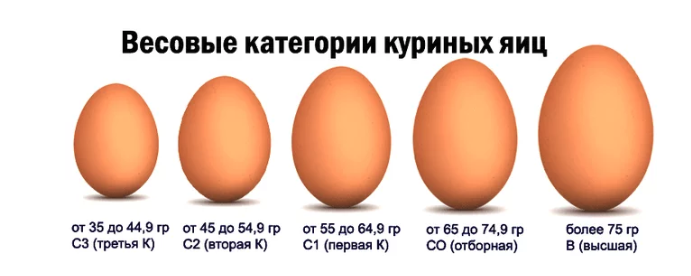 Весовые категории куриных яиц
от 35 до 44,9 гр
С3 (третья К)
от 45 до 54,9 гр
С2 (вторая К)
от 55 до 64,9 гр
С1 (первая К)
от 65 до 74,9 гр
СО (отборная)
более 75 гр
В (высшая)